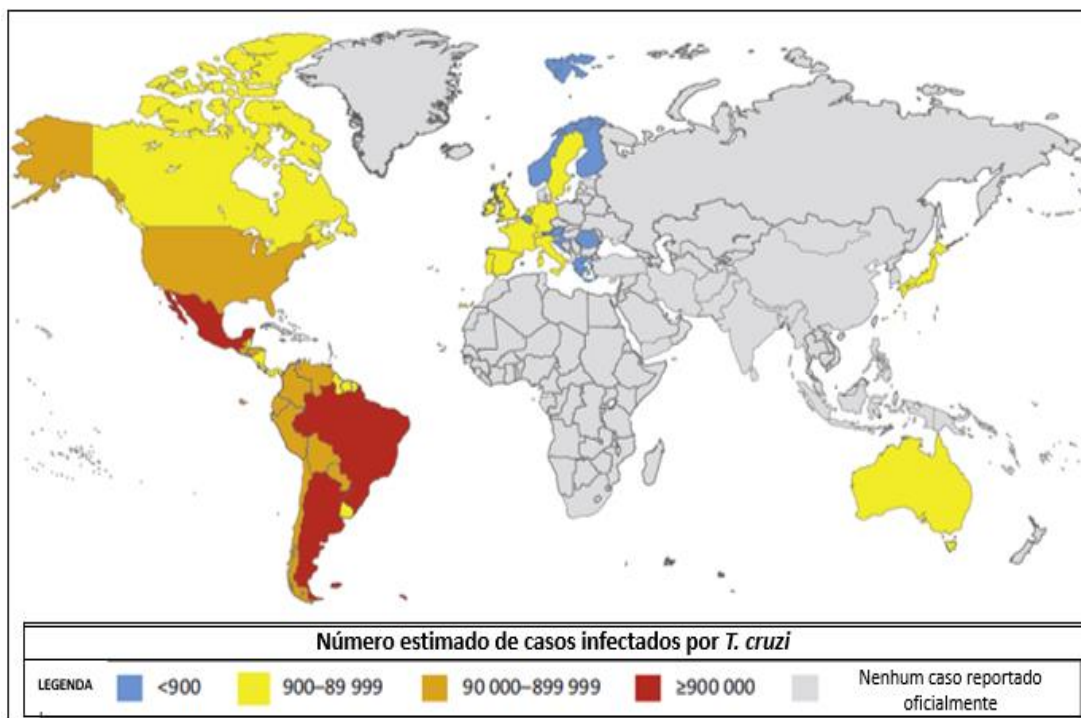 Número estimado de casos infectados por T. cruzi
LEGENDA <900 900–89 999 90 000–899 999 ≥900 000 Nenhum caso reportado
oficialmente